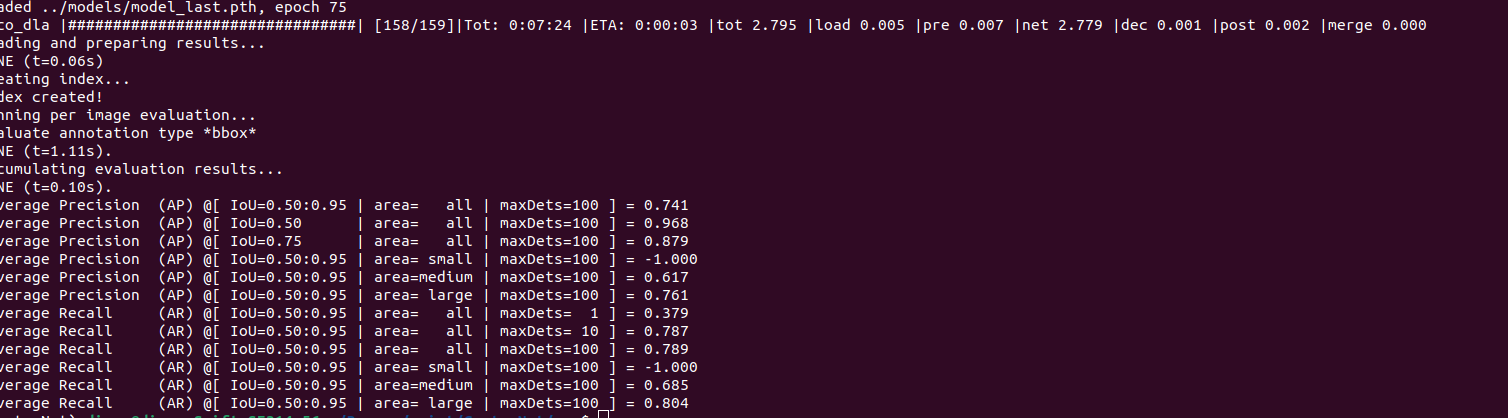 aded ../models/model_last.pth, epoch 75
co_dla |################################| [158/159]|Tot: 0:07:24 |ETA: 0:00:03 |tot 2.795 |load 0.005 |pre 0.007 |net 2.779 |dec 0.001 |post 0.002 |merge 0.000
ading and preparing results...
NE (t=0.06s)
eating index...
dex created!
nning per image evaluation...
aluate annotation type *bbox*
NE (t=1.11s).
cumulating evaluation results...
NE (t=0.10s).
verage Precision  (AP) @[ IoU=0.50:0.95 | area=   all | maxDets=100 ] = 0.741
verage Precision  (AP) @[ IoU=0.50      | area=   all | maxDets=100 ] = 0.968
verage Precision  (AP) @[ IoU=0.75      | area=   all | maxDets=100 ] = 0.879
verage Precision  (AP) @[ IoU=0.50:0.95 | area= small | maxDets=100 ] = -1.000
verage Precision  (AP) @[ IoU=0.50:0.95 | area=medium | maxDets=100 ] = 0.617
verage Precision  (AP) @[ IoU=0.50:0.95 | area= large | maxDets=100 ] = 0.761
verage Recall     (AR) @[ IoU=0.50:0.95 | area=   all | maxDets=  1 ] = 0.379
verage Recall     (AR) @[ IoU=0.50:0.95 | area=   all | maxDets= 10 ] = 0.787
verage Recall     (AR) @[ IoU=0.50:0.95 | area=   all | maxDets=100 ] = 0.789
verage Recall     (AR) @[ IoU=0.50:0.95 | area= small | maxDets=100 ] = -1.000
verage Recall     (AR) @[ IoU=0.50:0.95 | area=medium | maxDets=100 ] = 0.685
verage Recall     (AR) @[ IoU=0.50:0.95 | area= large | maxDets=100 ] = 0.804